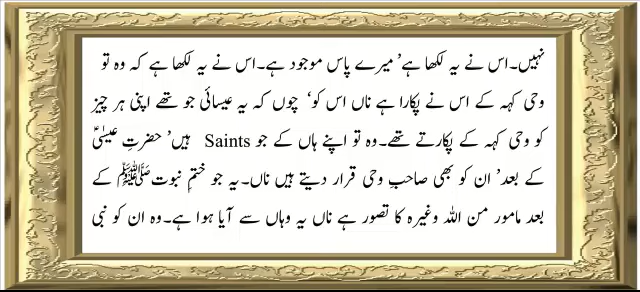 نہیں۔اس نے یہ لکھا ہے’ میرے پاس موجود ہے۔اس نے یہ لکھا ہے کہ وہ تو
وحی کہہ کے اس نے پکارا ہے ناں اس کو‘ چوں کہ یہ عیسائی جو تھے اپنی ہر چیز
کو وحی کہہ کے پکارتے تھے۔وہ تو اپنے ہاں کے جو Saints ہیں’ حضرتِ عیسیٰؑ
کے بعد’ ان کو بھی صاحبِ وحی قرار دیتے ہیں ناں۔یہ جو ختمِ نبوتﷺ کے
بعد مامور من اللہ وغیرہ کا تصور ہے ناں یہ وہاں سے آیا ہوا ہے۔وہ ان کو نبی